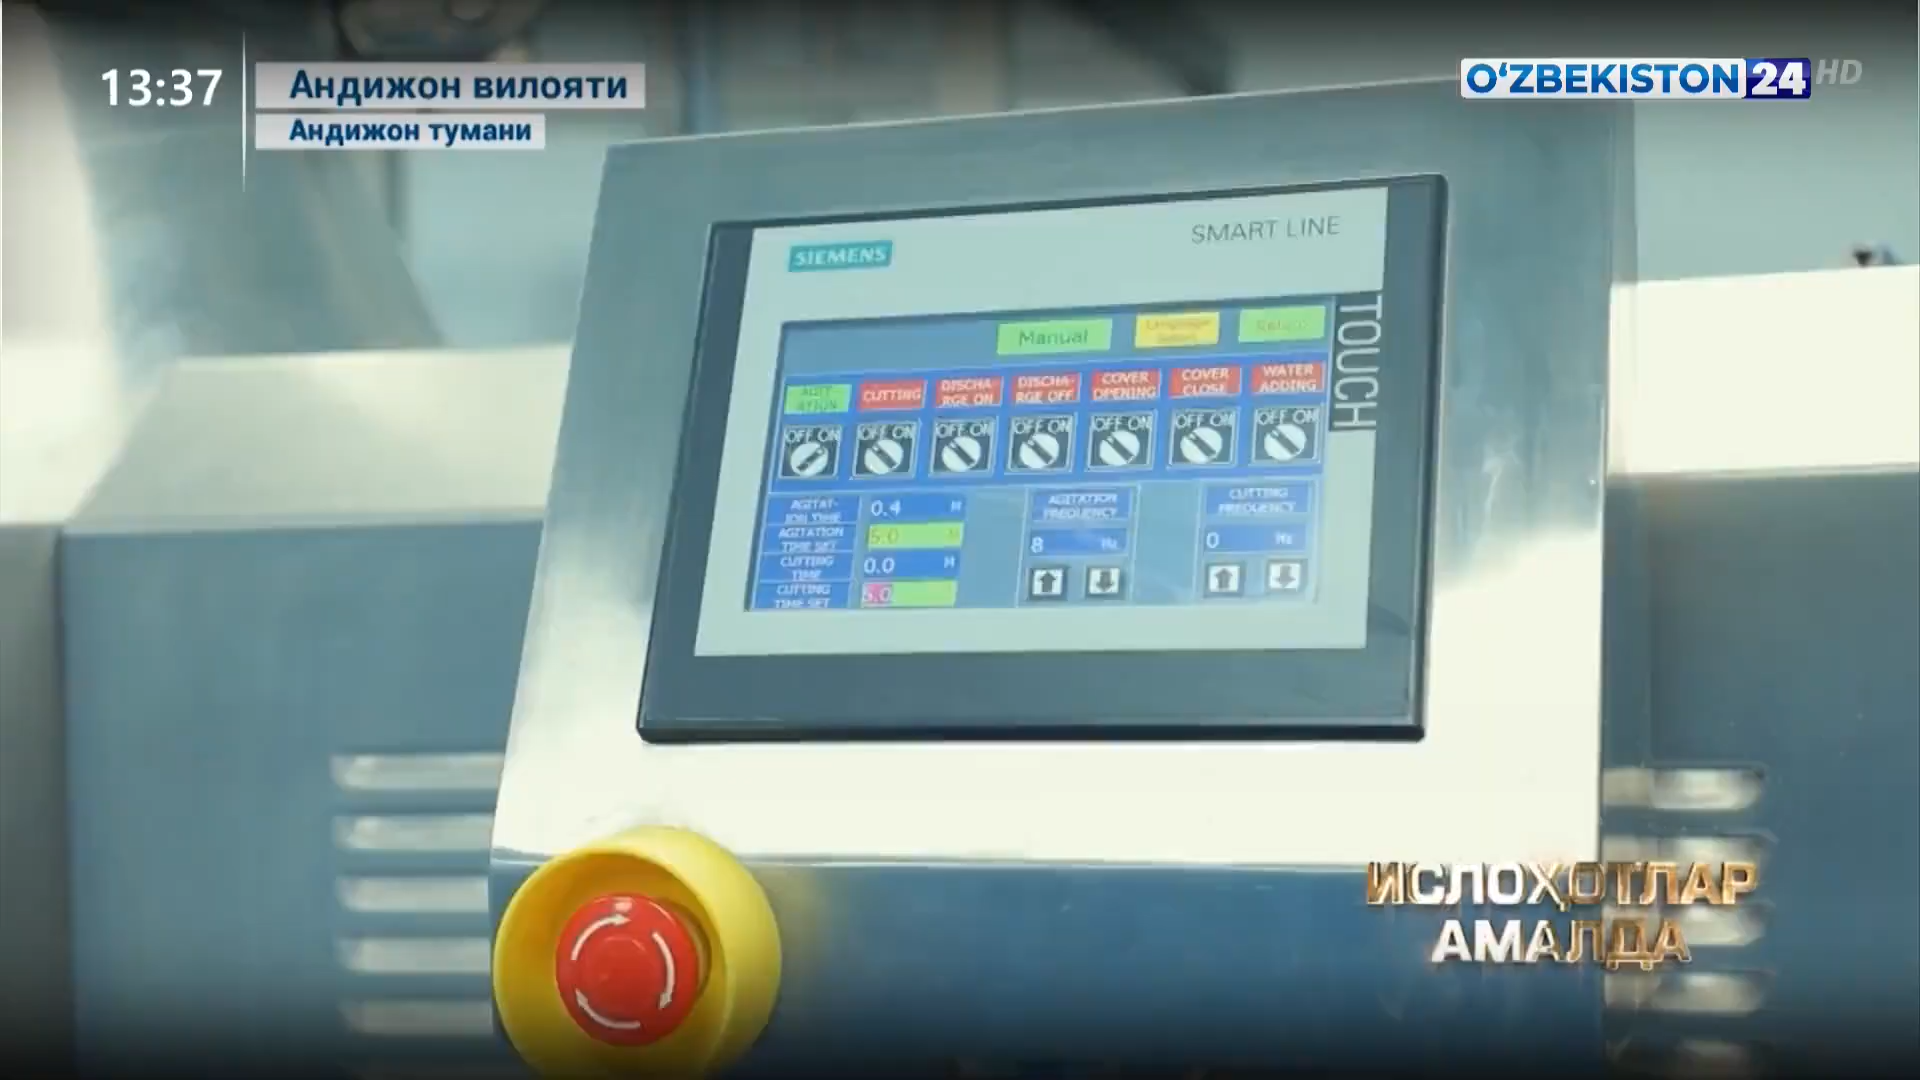 13:37
Андижон вилояти
Андижон тумани
O‘ZBEKISTON 24 HD
SIEMENS
SMART LINE
TOUCH
Manual
AGIT
ATION
CUTTING
DISCHA-
RGE ON
DISCHA-
RGE OFF
COVER
OPENING
COVER
CLOSE
WATER
ADDING
OFF ON
OFF ON
OFF ON
OFF ON
OFF ON
OFF ON
OFF ON
AGITAT-
ION TIME
0.4 M
AGITATION
TIME SET
5.0 M
CUTTING
TIME
0.0 M
CUTTING
TIME SET
5.0
AGITATION
FREQUENCY
8 Hz
CUTTING
FREQUENCY
0 Hz
ИСЛОҲОТЛАР
АМАЛДА